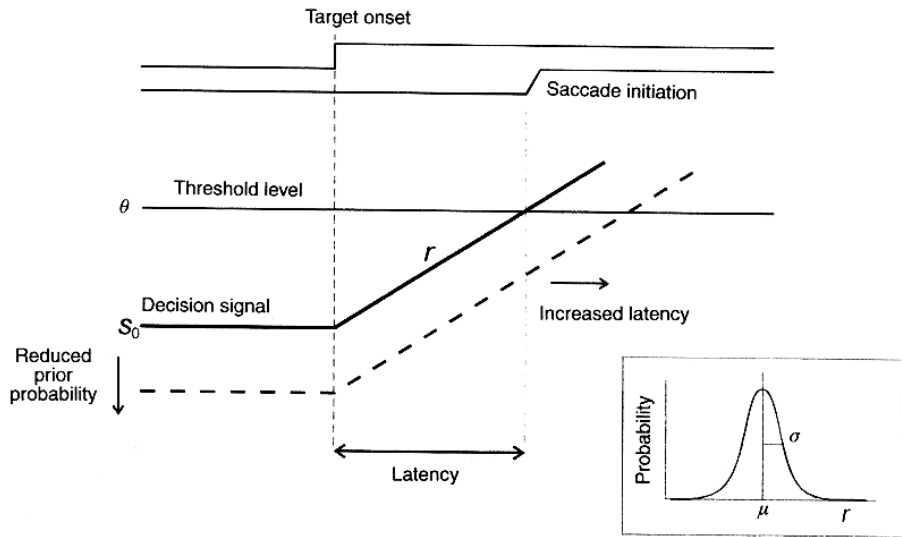 Target onset
Saccade initiation
Threshold level
θ
r
Decision signal
S₀
Increased latency
Reduced
prior
probability
Latency
Probability
σ
μ
r